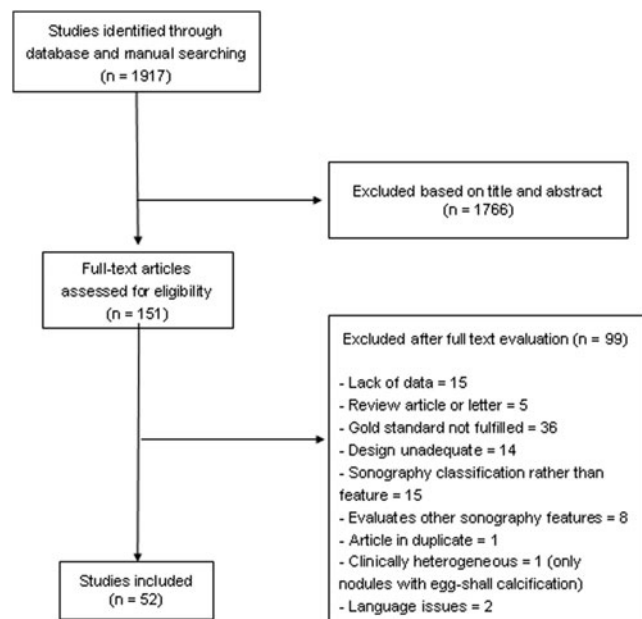 Studies identified through
database and manual searching
(n = 1917)
Excluded based on title and abstract
(n = 1766)
Full-text articles
assessed for eligibility
(n = 151)
Excluded after full text evaluation (n = 99)
- Lack of data = 15
- Review article or letter = 5
- Gold standard not fulfilled = 36
- Design unadequate = 14
- Sonography classification rather than
feature = 15
- Evaluates other sonography features = 8
- Article in duplicate = 1
- Clinically heterogeneous = 1 (only
nodules with egg-shall calcification)
- Language issues = 2
Studies included
(n = 52)